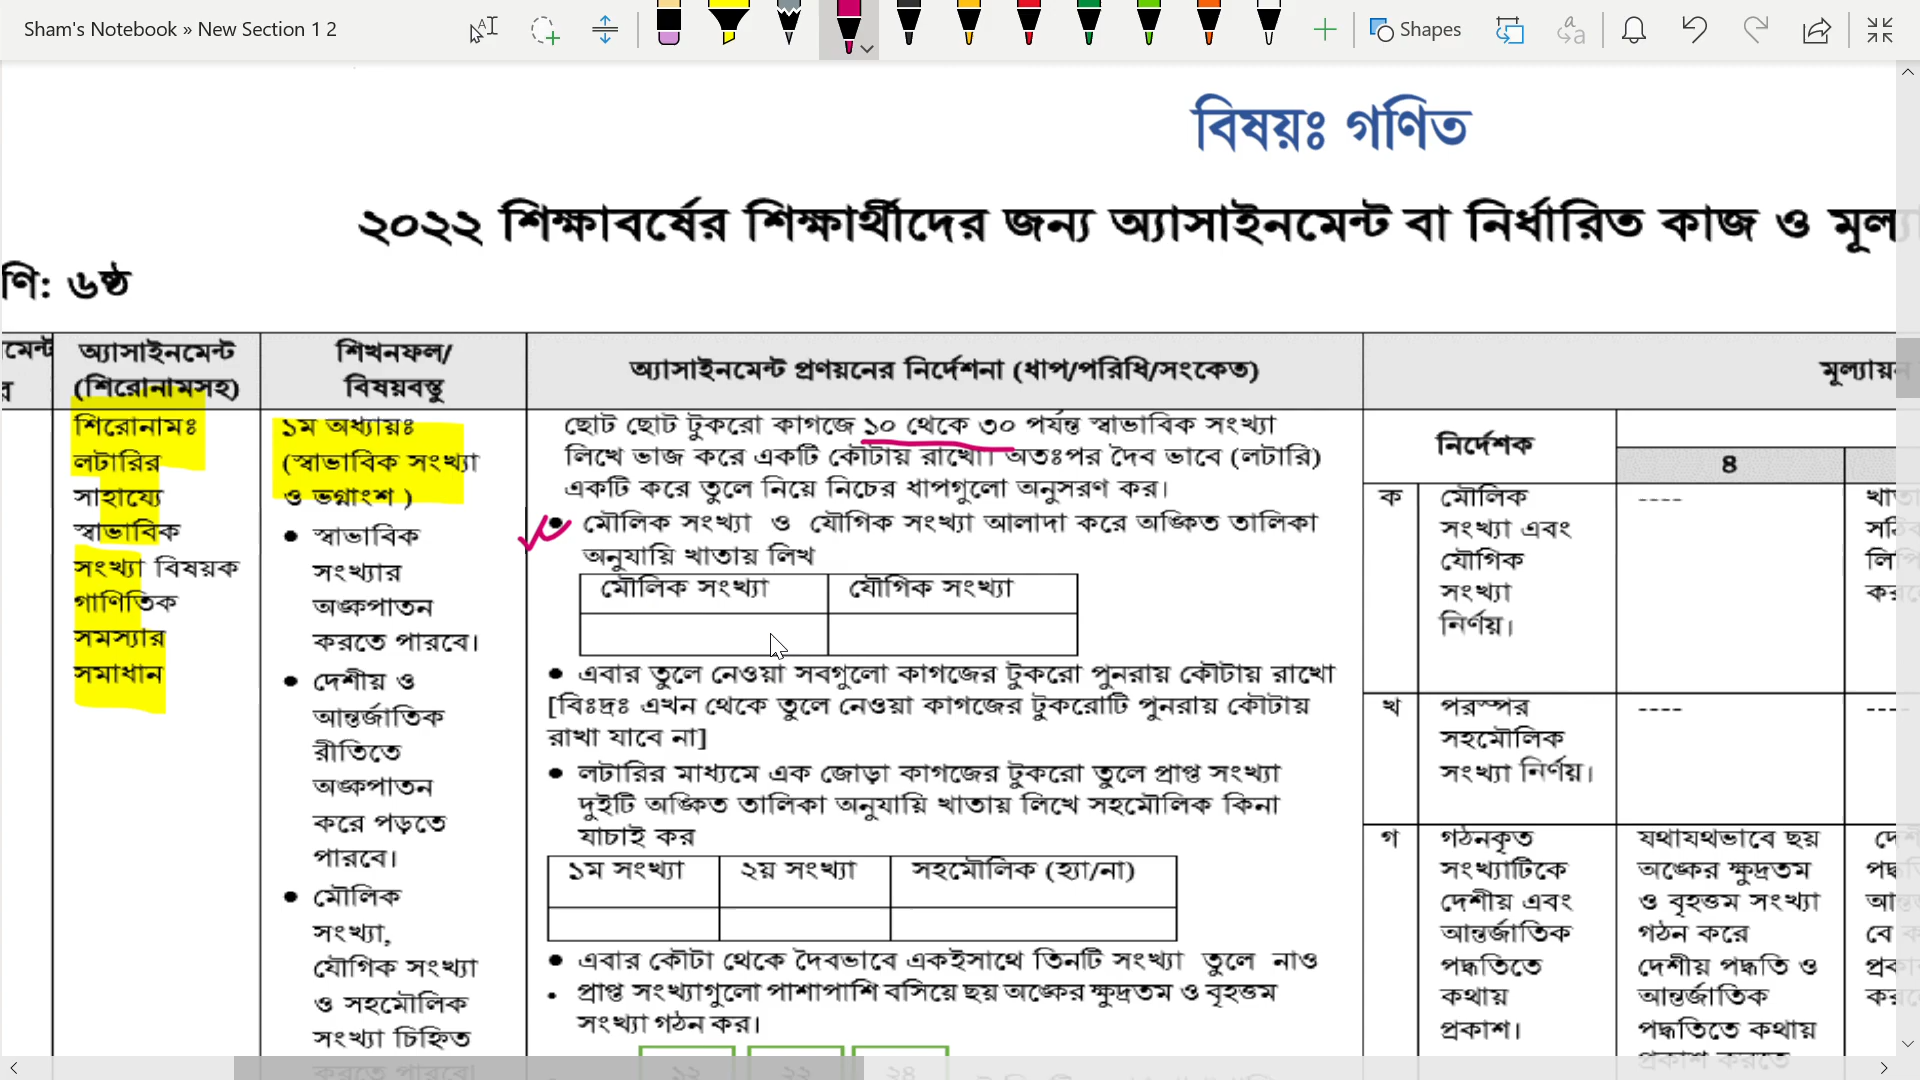 Sham's Notebook » New Section 1 2
Shapes
বিষয়ঃ গণিত
২০২২ শিক্ষাবর্ষের শিক্ষার্থীদের জন্য অ্যাসাইনমেন্ট বা নির্ধারিত কাজ ও
৬ষ্ঠ
অ্যাসাইনমেন্ট
(শিরোনামসহ)
শিখনফল/
বিষয়বস্তু
অ্যাসাইনমেন্ট প্রণয়নের নির্দেশনা (ধাপ/পরিধি/সংকেত)
শিরোনামঃ
লটারির
সাহায্যে
স্বাভাবিক
সংখ্যা বিষয়ক
গাণিতিক
সমস্যার
সমাধান
১ম অধ্যায়ঃ
(স্বাভাবিক সংখ্যা
ও ভগ্নাংশ )
● স্বাভাবিক
সংখ্যার
অঙ্কপাতন
করতে পারবে।
● দেশীয় ও
আন্তর্জাতিক
রীতিতে
অঙ্কপাতন
করে পড়তে
পারবে।
● মৌলিক
সংখ্যা,
যৌগিক সংখ্যা
ও সহমৌলিক
সংখ্যা চিহ্নিত
করতে পারবে।
ছোট ছোট টুকরো কাগজে ১০ থেকে ৩০ পর্যন্ত স্বাভাবিক সংখ্যা
লিখে ভাজ করে একটি কৌটায় রাখো। অতঃপর দৈব ভাবে (লটারি)
একটি করে তুলে নিয়ে নিচের ধাপগুলো অনুসরণ কর।
● মৌলিক সংখ্যা ও যৌগিক সংখ্যা আলাদা করে অঙ্কিত তালিকা
অনুযায়ি খাতায় লিখ
মৌলিক সংখ্যা যৌগিক সংখ্যা
● এবার তুলে নেওয়া সবগুলো কাগজের টুকরো পুনরায় কৌটায় রাখো
[বিঃদ্রঃ এখন থেকে তুলে নেওয়া কাগজের টুকরোটি পুনরায় কৌটায়
রাখা যাবে না]
● লটারির মাধ্যমে এক জোড়া কাগজের টুকরো তুলে প্রাপ্ত সংখ্যা
দুইটি অঙ্কিত তালিকা অনুযায়ি খাতায় লিখে সহমৌলিক কিনা
যাচাই কর
১ম সংখ্যা ২য় সংখ্যা সহমৌলিক (হ্যা/না)
● এবার কৌটা থেকে দৈবভাবে একইসাথে তিনটি সংখ্যা তুলে নাও
• প্রাপ্ত সংখ্যাগুলো পাশাপাশি বসিয়ে ছয় অঙ্কের ক্ষুদ্রতম ও বৃহত্তম
সংখ্যা গঠন কর।
১২ ২২ ২৪
নির্দেশক
৪
ক মৌলিক
সংখ্যা এবং
যৌগিক
সংখ্যা
নির্ণয়।
----
খ পরস্পর
সহমৌলিক
সংখ্যা নির্ণয়।
---- ----
গ গঠনকৃত
সংখ্যাটিকে
দেশীয় এবং
আন্তর্জাতিক
পদ্ধতিতে
কথায়
প্রকাশ।
যথাযথভাবে ছয়
অঙ্কের ক্ষুদ্রতম
ও বৃহত্তম সংখ্যা
গঠন করে
দেশীয় পদ্ধতি ও
আন্তর্জাতিক
পদ্ধতিতে কথায়
প্রকাশ করতে